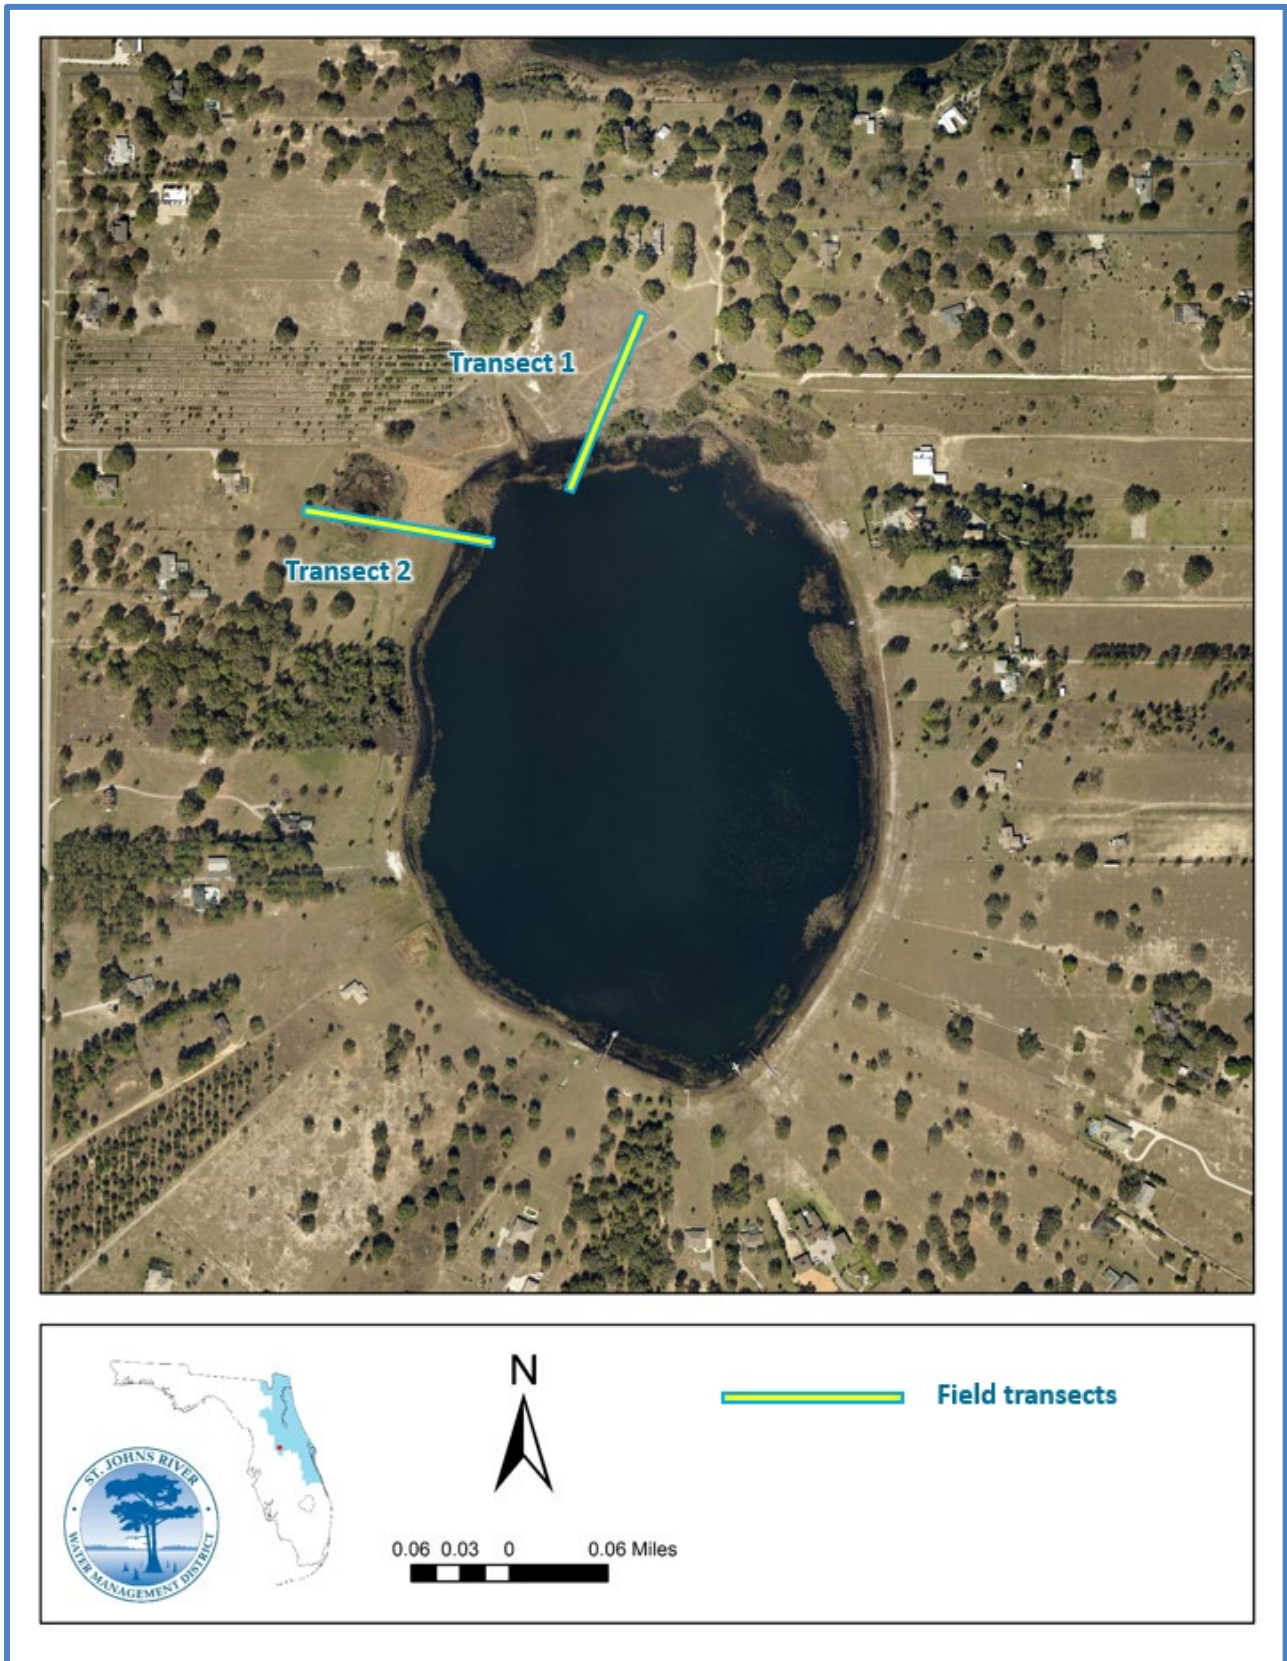 Transect 1
Transect 2
N
Field transects
ST. JOHNS RIVER
WATER MANAGEMENT DISTRICT
0.06 0.03 0 0.06 Miles